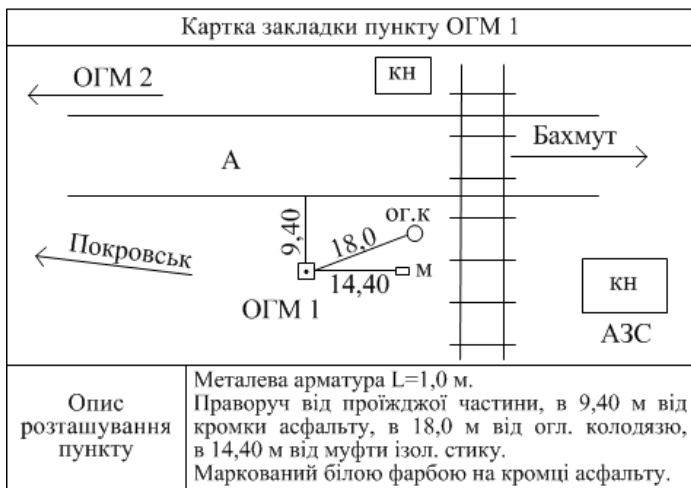 Картка закладки пункту ОГМ 1
ОГМ 2
кн
Бахмут
А
9,40
18,0
ог.к
Покровськ
14,40
м
ОГМ 1
кн
АЗС
Опис
розташування
пункту
Металева арматура L=1,0 м.
Праворуч від проїжджої частини, в 9,40 м від
кромки асфальту, в 18,0 м від огл. колодязю,
в 14,40 м від муфти ізол. стику.
Маркований білою фарбою на кромці асфальту.